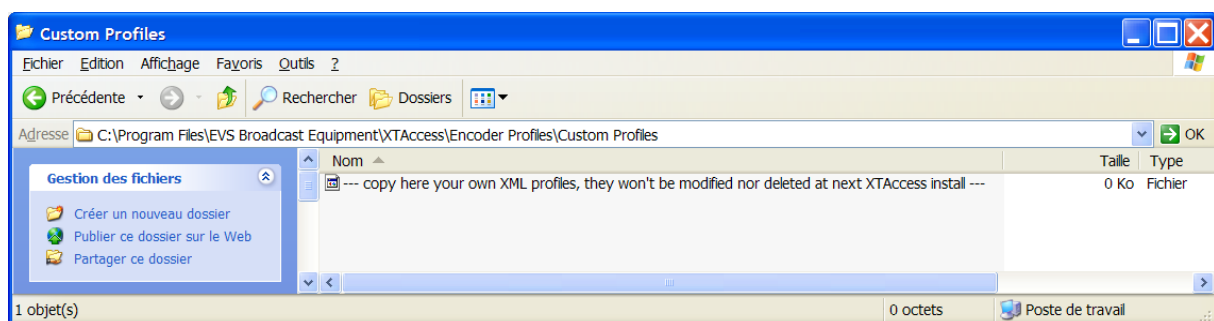 Custom Profiles
Fichier Edition Affichage Favoris Outils ?
Précédente Rechercher Dossiers
Adresse C:\Program Files\EVS Broadcast Equipment\XTAccess\Encoder Profiles\Custom Profiles OK
Gestion des fichiers
Créer un nouveau dossier
Publier ce dossier sur le Web
Partager ce dossier
Nom Taille Type
--- copy here your own XML profiles, they won't be modified nor deleted at next XTAccess install --- 0 Ko Fichier
1 objet(s) 0 octets Poste de travail